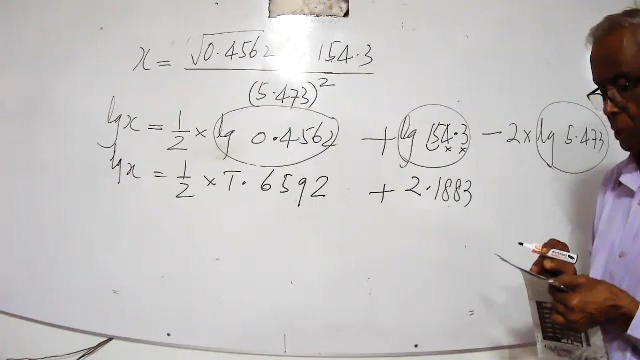 x = √0.4562 · 154.3 / (5.473)²
lg x = 1/2 × lg 0.4562 + lg 154.3 − 2 × lg 5.473
lg x = 1/2 × T.6592 + 2.1883